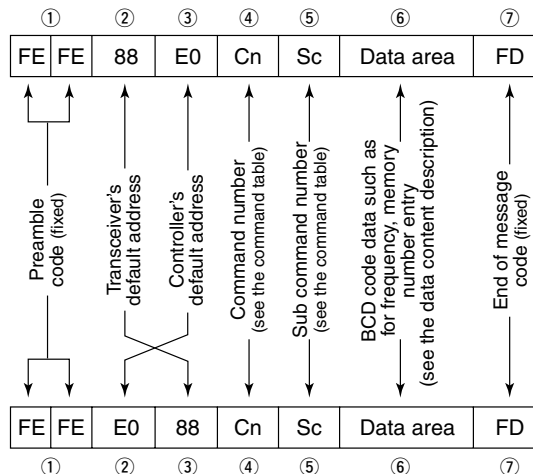 ① ② ③ ④ ⑤ ⑥ ⑦
FE FE 88 E0 Cn Sc Data area FD
Preamble
code (fixed)
Transceiver's
default address
Controller's
default address
Command number
(see the command table)
Sub command number
(see the command table)
BCD code data such as
for frequency, memory
number entry
(see the data content description)
End of message
code (fixed)
FE FE E0 88 Cn Sc Data area FD
① ② ③ ④ ⑤ ⑥ ⑦